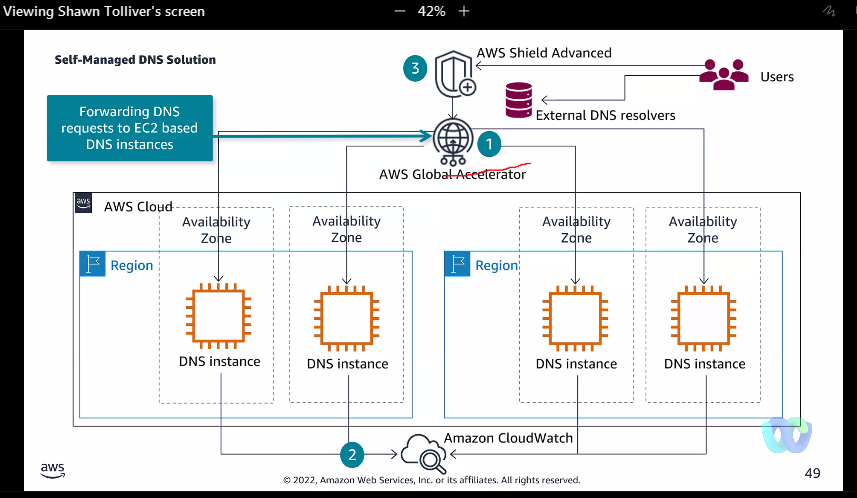 Viewing Shawn Tolliver's screen
— 42% +
Self-Managed DNS Solution
3
AWS Shield Advanced
Users
External DNS resolvers
Forwarding DNS
requests to EC2 based
DNS instances
1
AWS Global Accelerator
aws
AWS Cloud
Availability
Zone
Availability
Zone
Availability
Zone
Availability
Zone
Region
Region
DNS instance
DNS instance
DNS instance
DNS instance
2
Amazon CloudWatch
aws
© 2022, Amazon Web Services, Inc. or its affiliates. All rights reserved.
49